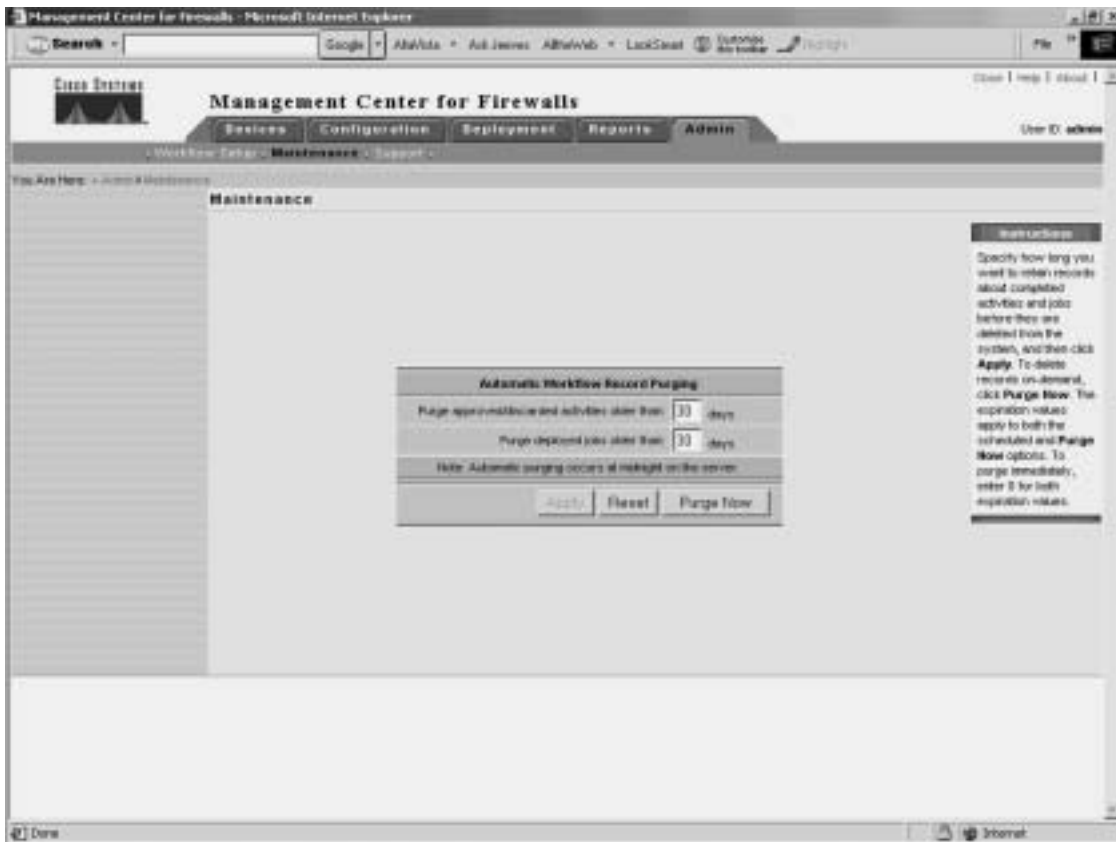 Management Center for Firewalls - Microsoft Internet Explorer
Search
Google AltaVista Ask Jeeves AlltheWeb LookSmart Customize this toolbar Highlight
File
Cisco Systems
Close | Help | About |
Management Center for Firewalls
Devices Configuration Deployment Reports Admin
User ID: admin
Workflow Setup Maintenance Support
You Are Here: Admin Maintenance
Maintenance
Automatic Workflow Record Purging
Purge approved/discarded activities older than: 30 days
Purge deployed jobs older than: 30 days
Note: Automatic purging occurs at midnight on the server
Apply Reset Purge Now
Instructions
Specify how long you
want to retain records
about completed
activities and jobs
before they are
deleted from the
system, and then click
Apply. To delete
records on-demand,
click Purge Now. The
expiration values
apply to both the
scheduled and Purge
Now options. To
purge immediately,
enter 0 for both
expiration values.
Done
Internet